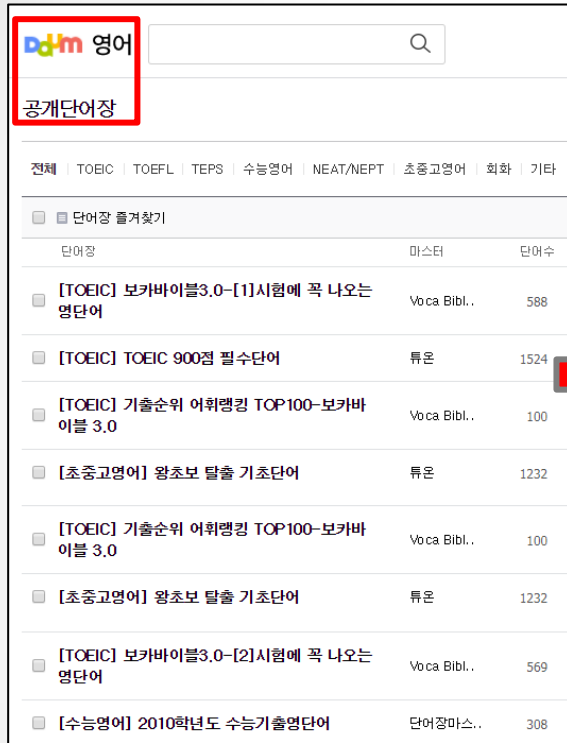 Daum 영어
공개단어장
전체 TOEIC TOEFL TEPS 수능영어 NEAT/NEPT 초중고영어 회화 기타
단어장 즐겨찾기
단어장 마스터 단어수
[TOEIC] 보카바이블3.0-[1]시험에 꼭 나오는
영단어 Voca Bibl.. 588
[TOEIC] TOEIC 900점 필수단어 튜온 1524
[TOEIC] 기출순위 어휘랭킹 TOP100-보카바
이블 3.0 Voca Bibl.. 100
[초중고영어] 왕초보 탈출 기초단어 튜온 1232
[TOEIC] 기출순위 어휘랭킹 TOP100-보카바
이블 3.0 Voca Bibl.. 100
[초중고영어] 왕초보 탈출 기초단어 튜온 1232
[TOEIC] 보카바이블3.0-[2]시험에 꼭 나오는
영단어 Voca Bibl.. 569
[수능영어] 2010학년도 수능기출영단어 단어장마스.. 308